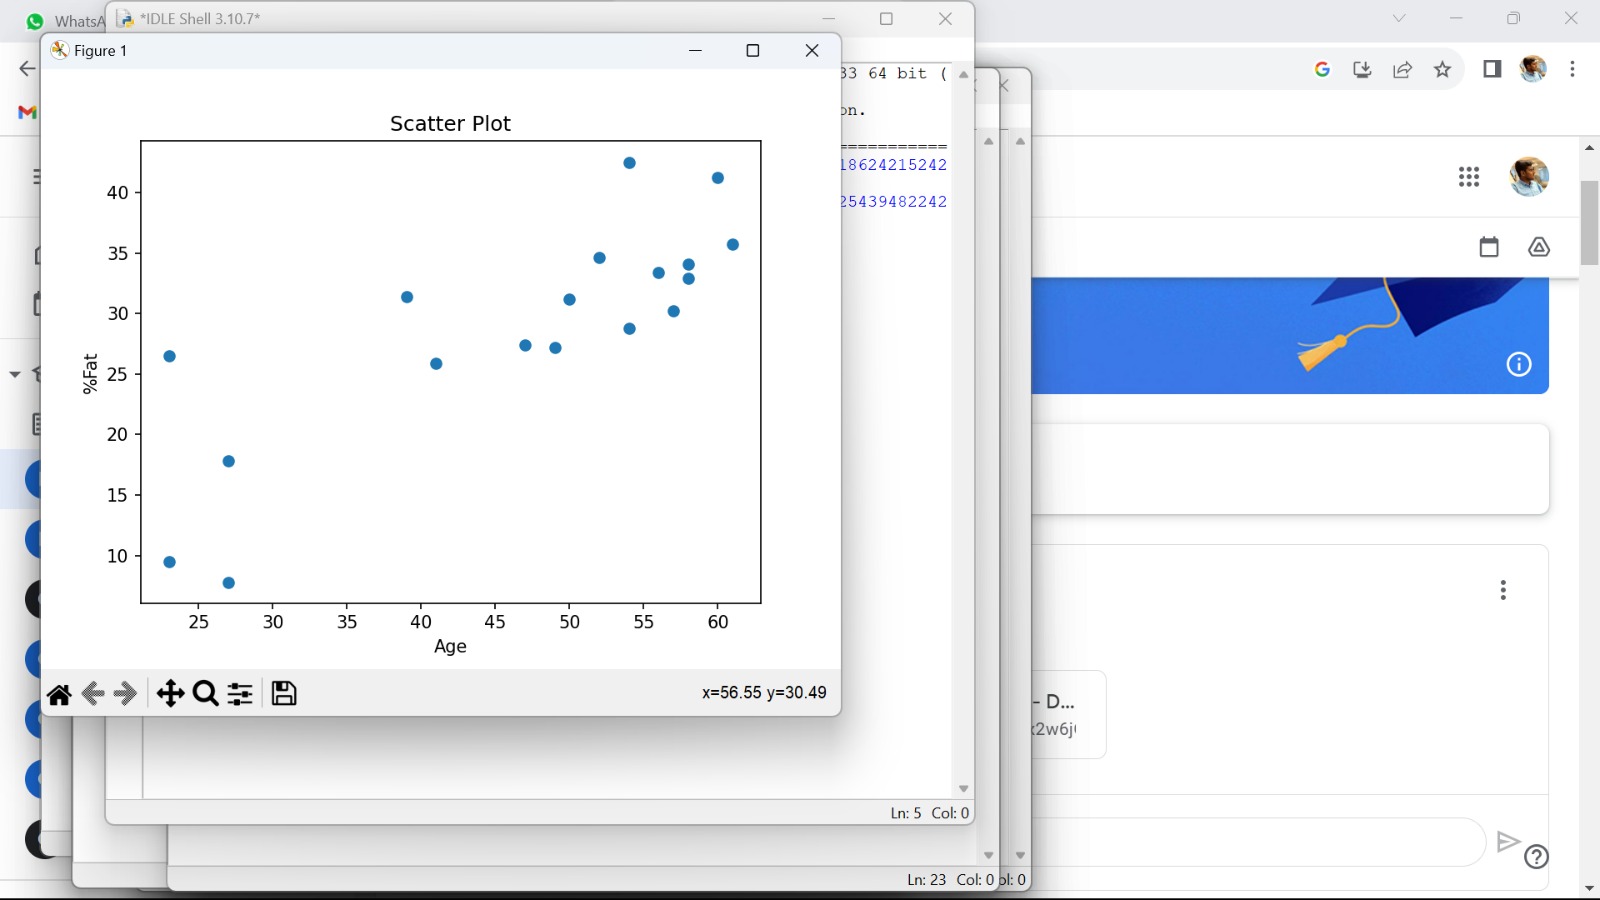 WhatsA
*IDLE Shell 3.10.7*
Figure 1
33 64 bit (
on.
===========
18624215242
25439482242
Scatter Plot
40
35
30
25
20
15
10
%Fat
25 30 35 40 45 50 55 60
Age
x=56.55 y=30.49
- D...
Ln: 5 Col: 0
Ln: 23 Col: 0
ol: 0